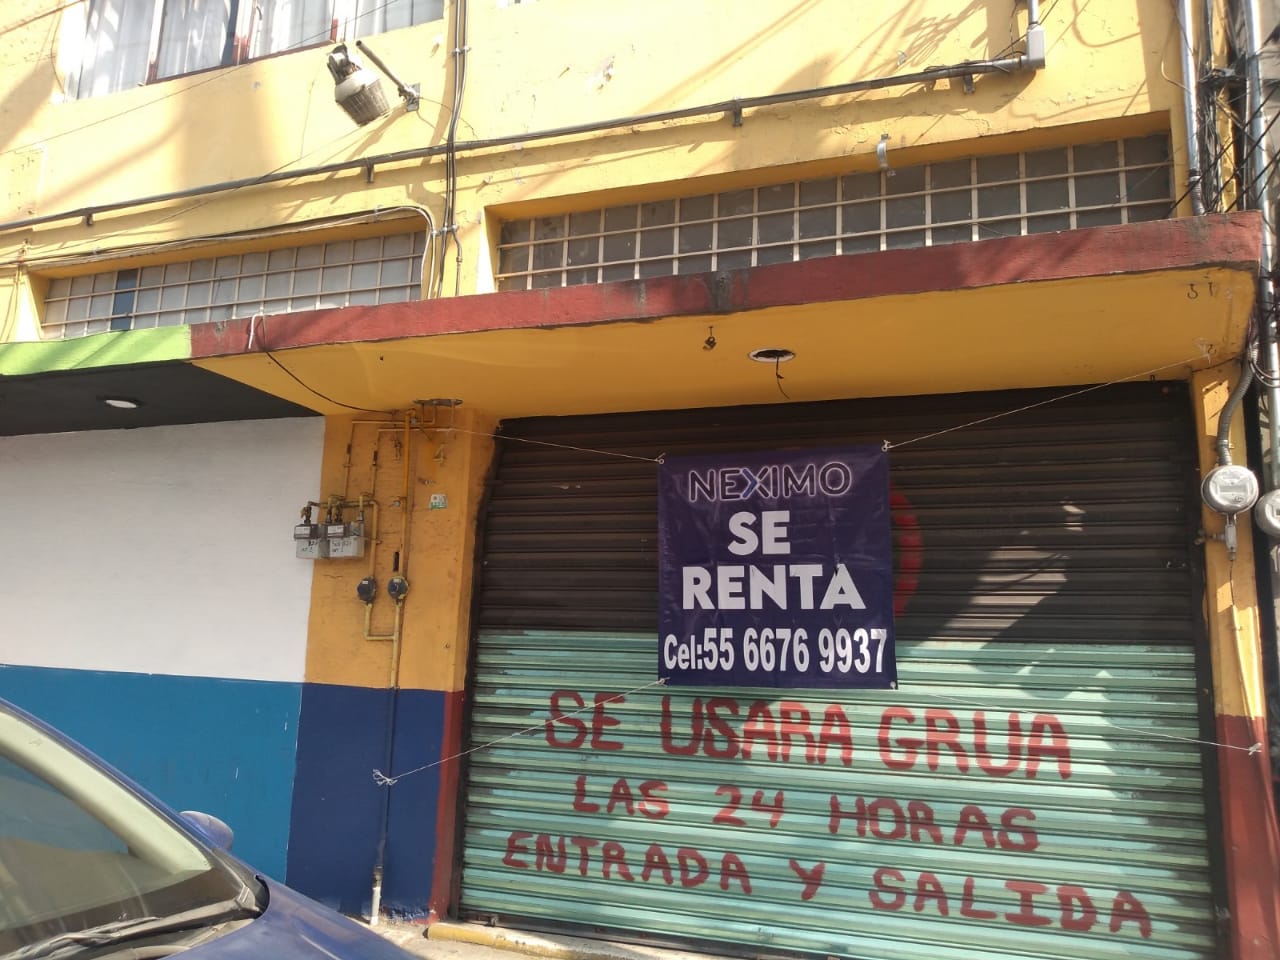 NEXIMO
SE
RENTA
Cel:55 6676 9937
SE USARA GRUA
LAS 24 HORAS
ENTRADA Y SALIDA